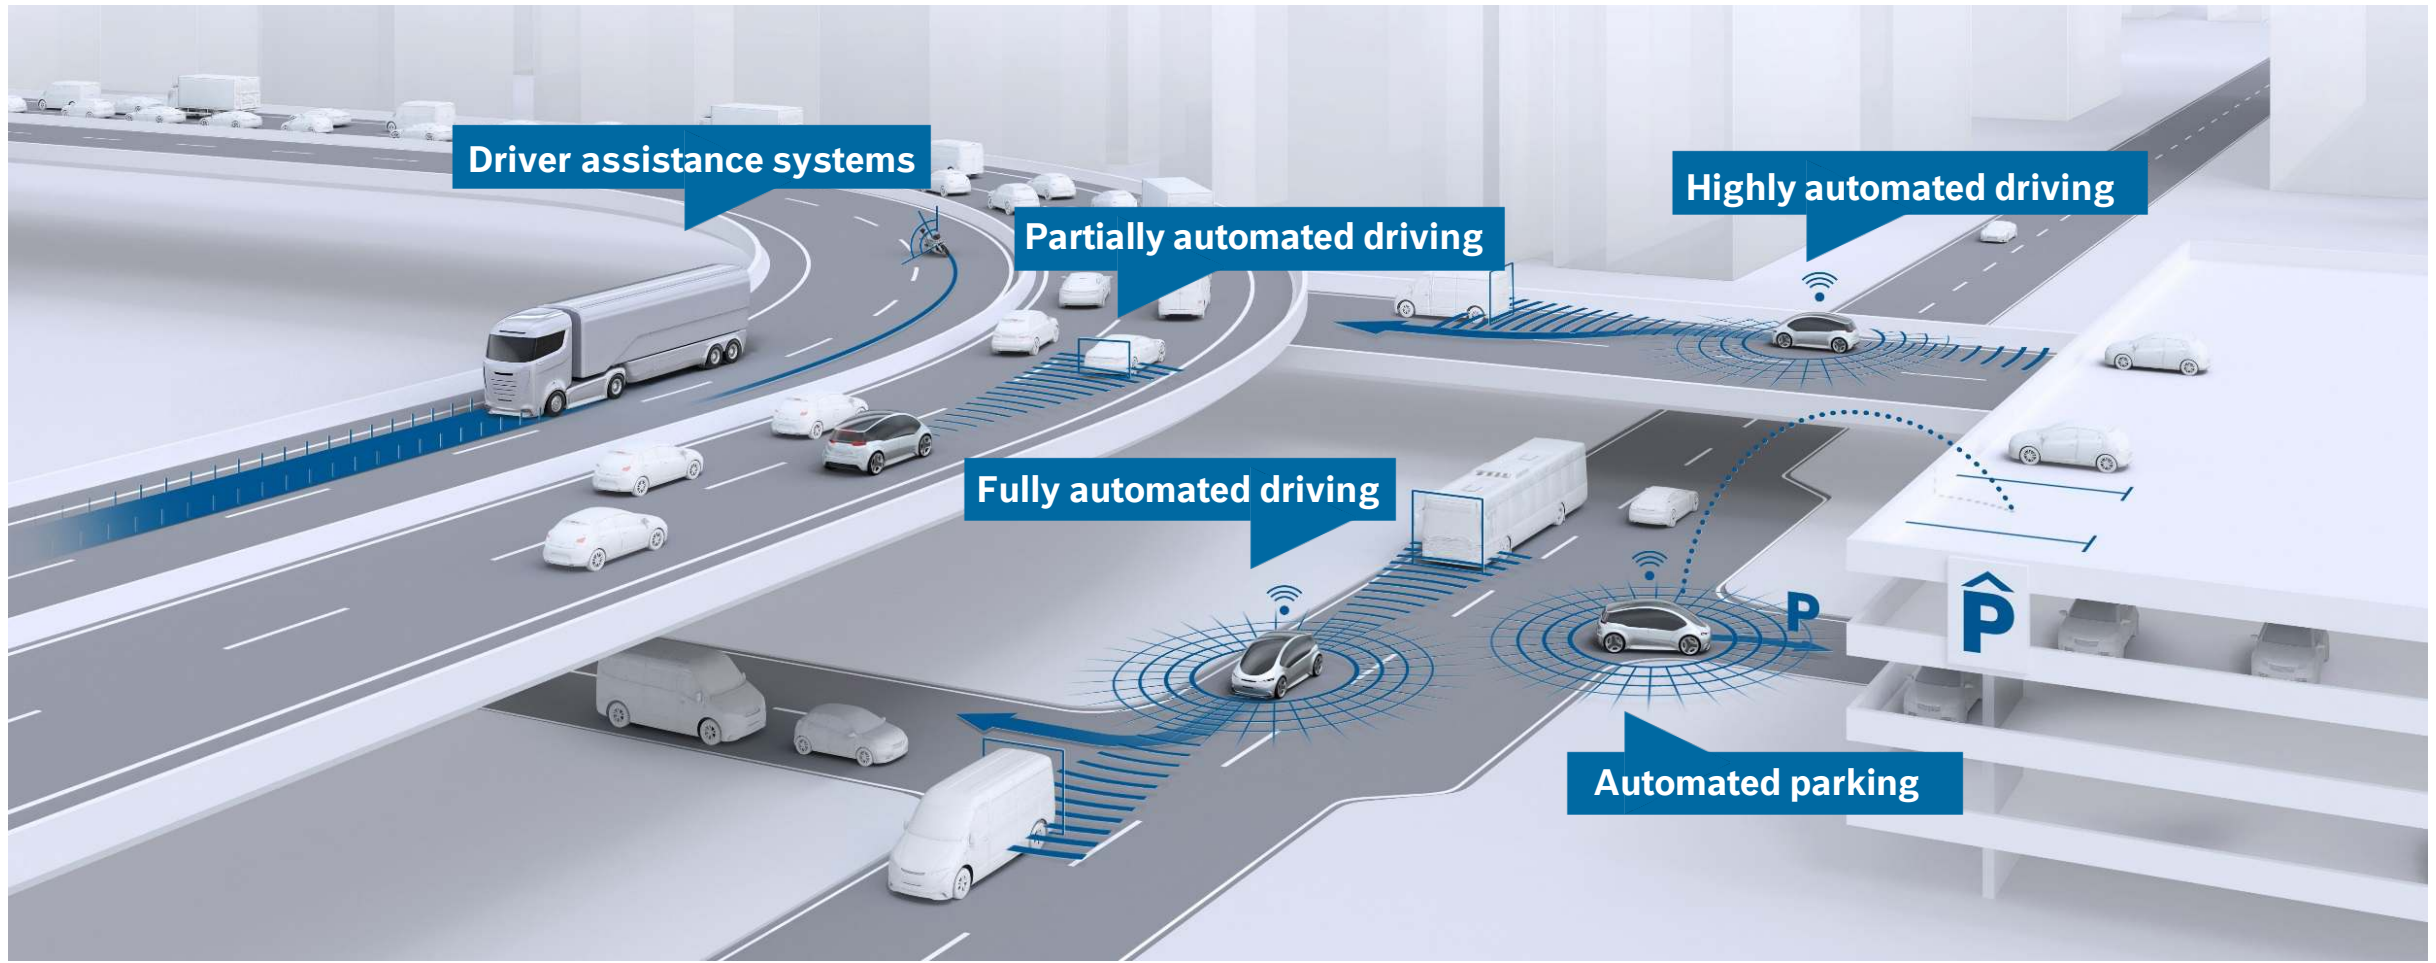 Driver assistance systems
Highly automated driving
Partially automated driving
Fully automated driving
P
P
Automated parking